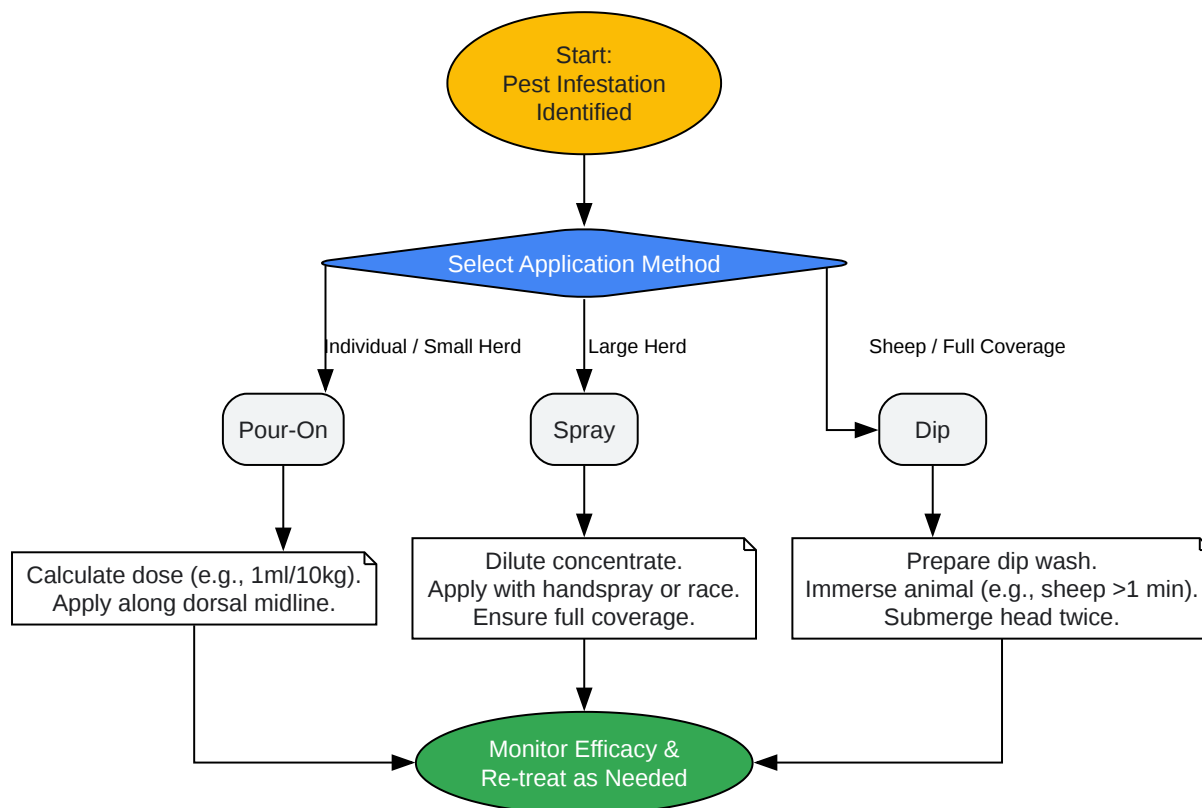 Start:
Pest Infestation
Identified
Select Application Method
Individual / Small Herd
Large Herd
Sheep / Full Coverage
Pour-On
Spray
Dip
Calculate dose (e.g., 1ml/10kg).
Apply along dorsal midline.
Dilute concentrate.
Apply with handspray or race.
Ensure full coverage.
Prepare dip wash.
Immerse animal (e.g., sheep >1 min).
Submerge head twice.
Monitor Efficacy &
Re-treat as Needed